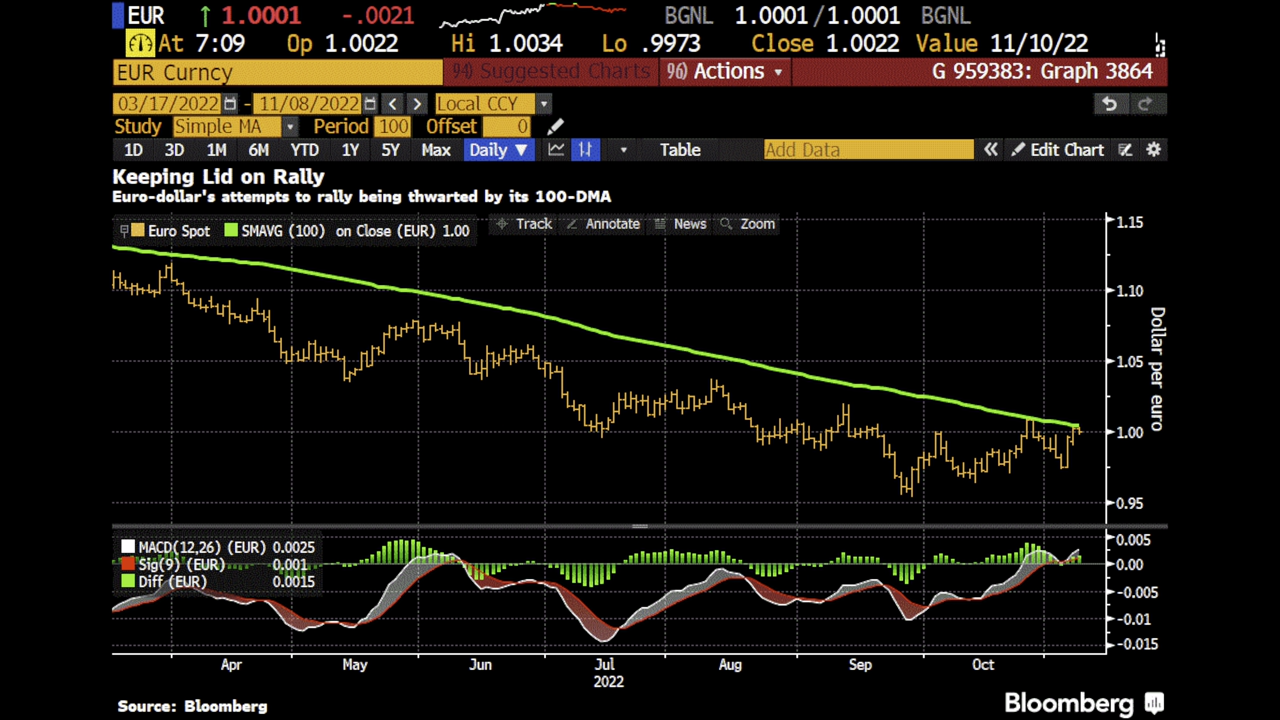 EUR ↑ 1.0001 -.0021 BGNL 1.0001/1.0001 BGNL
At 7:09 Op 1.0022 Hi 1.0034 Lo .9973 Close 1.0022 Value 11/10/22
EUR Curncy 94) Suggested Charts 96) Actions ▾ G 959383: Graph 3864
03/17/2022 - 11/08/2022 < > Local CCY ▾
Study Simple MA ▾ Period 100 Offset 0
1D 3D 1M 6M YTD 1Y 5Y Max Daily ▼ ▾ Table Add Data « Edit Chart
Keeping Lid on Rally
Euro-dollar's attempts to rally being thwarted by its 100-DMA
Euro Spot SMAVG (100) on Close (EUR) 1.00 Track Annotate News Zoom
1.15
1.10
1.05
1.00
0.95
Dollar per euro
MACD(12,26) (EUR) 0.0025
Sig(9) (EUR) 0.001
Diff (EUR) 0.0015
0.005
0.00
-0.005
-0.01
-0.015
Apr May Jun Jul Aug Sep Oct
2022
Source: Bloomberg
Bloomberg